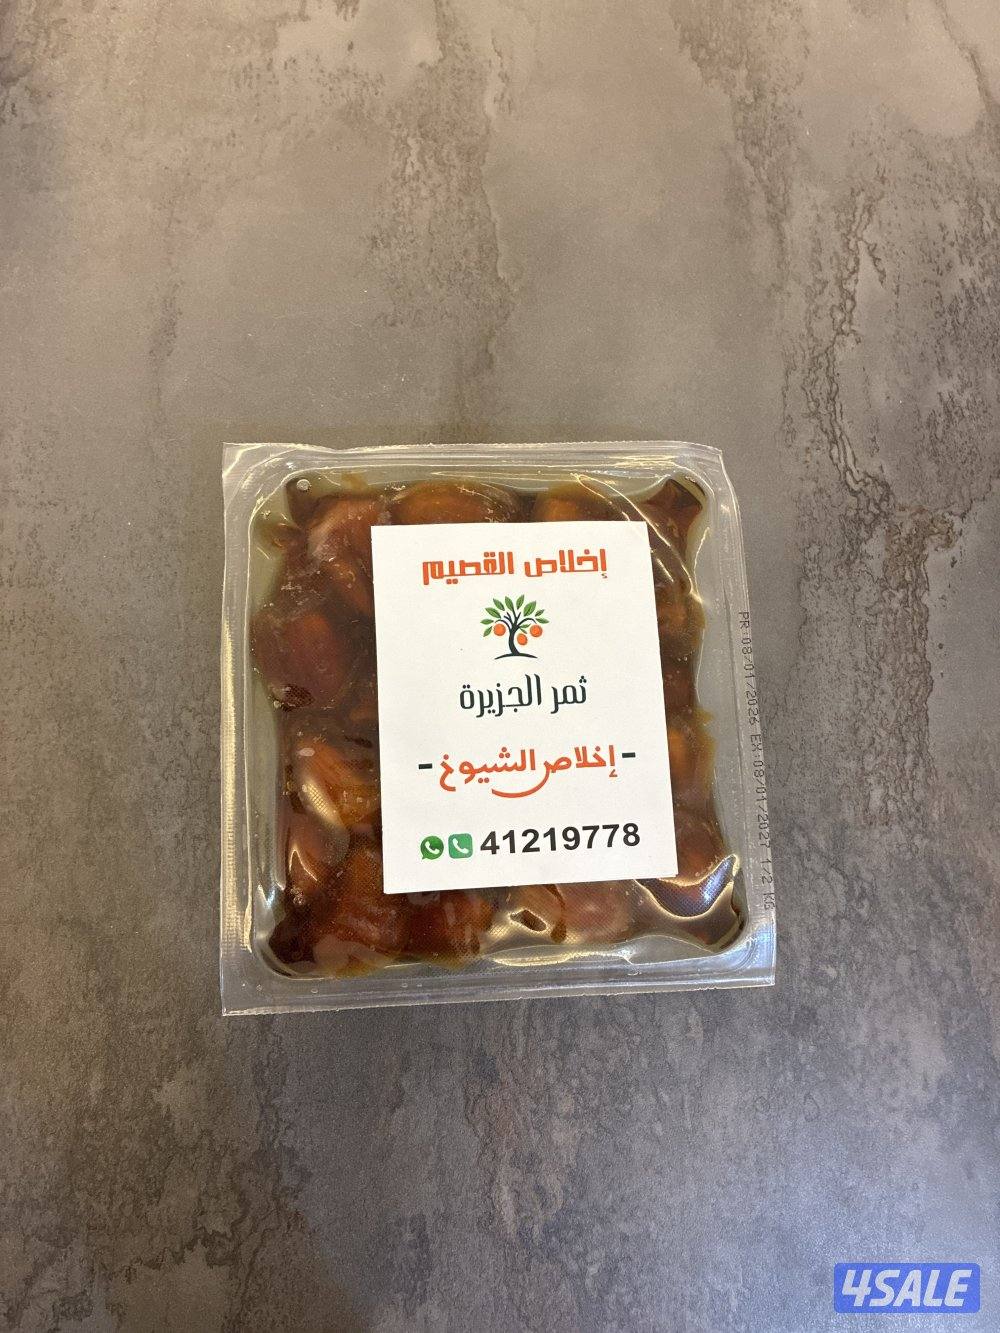 إخلاص القصيم
ثمر الجزيرة
- إخلاص الشيوخ -
41219778
PR:08/01/2026 EX:08/01/2027 1/2 KG
4SALE